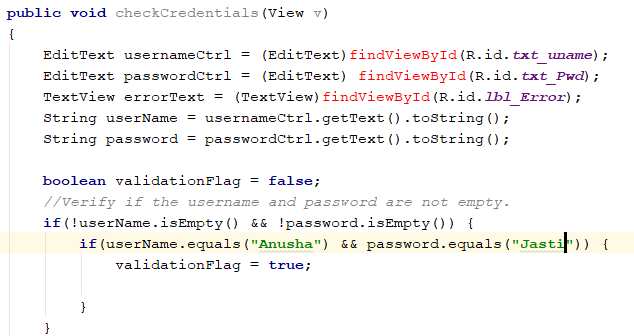 public void checkCredentials(View v)
{
    EditText usernameCtrl = (EditText)findViewById(R.id.txt_uname);
    EditText passwordCtrl = (EditText) findViewById(R.id.txt_Pwd);
    TextView errorText = (TextView)findViewById(R.id.lbl_Error);
    String userName = usernameCtrl.getText().toString();
    String password = passwordCtrl.getText().toString();

    boolean validationFlag = false;
    //Verify if the username and password are not empty.
    if(!userName.isEmpty() && !password.isEmpty()) {
        if(userName.equals("Anusha") && password.equals("Jasti")) {
            validationFlag = true;

        }
    }